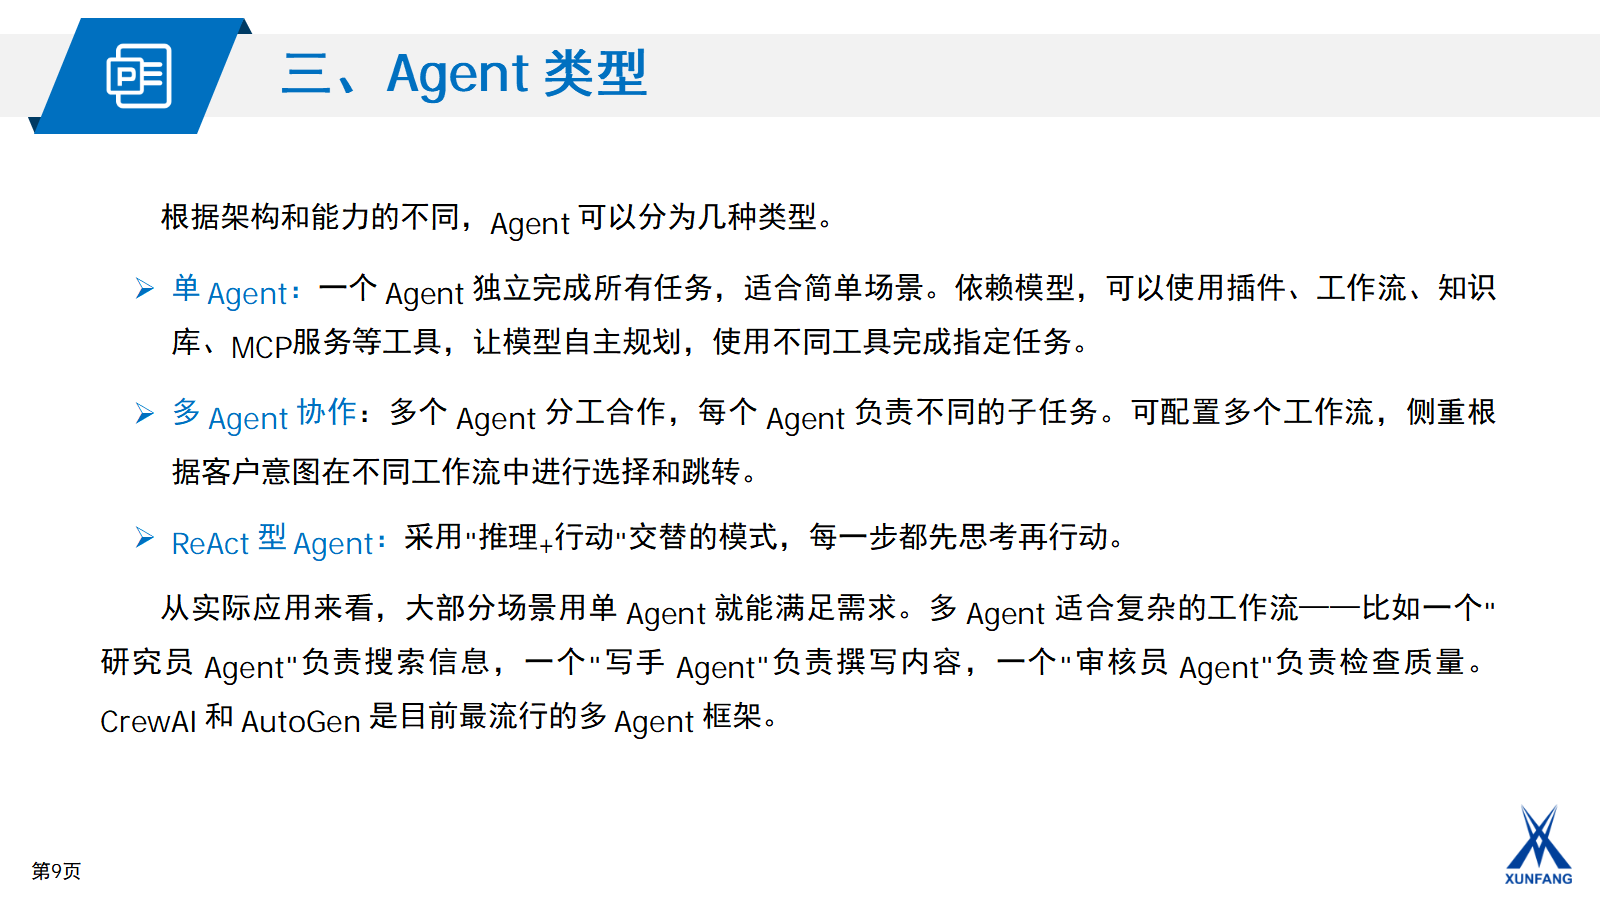 三、Agent 类型
根据架构和能力的不同，Agent 可以分为几种类型。
单 Agent：一个 Agent 独立完成所有任务，适合简单场景。依赖模型，可以使用插件、工作流、知识
库、MCP服务等工具，让模型自主规划，使用不同工具完成指定任务。
多 Agent 协作：多个 Agent 分工合作，每个 Agent 负责不同的子任务。可配置多个工作流，侧重根
据客户意图在不同工作流中进行选择和跳转。
ReAct 型 Agent：采用"推理+行动"交替的模式，每一步都先思考再行动。
从实际应用来看，大部分场景用单 Agent 就能满足需求。多 Agent 适合复杂的工作流——比如一个"
研究员 Agent"负责搜索信息，一个"写手 Agent"负责撰写内容，一个"审核员 Agent"负责检查质量。
CrewAI 和 AutoGen 是目前最流行的多 Agent 框架。
第9页
XUNFANG